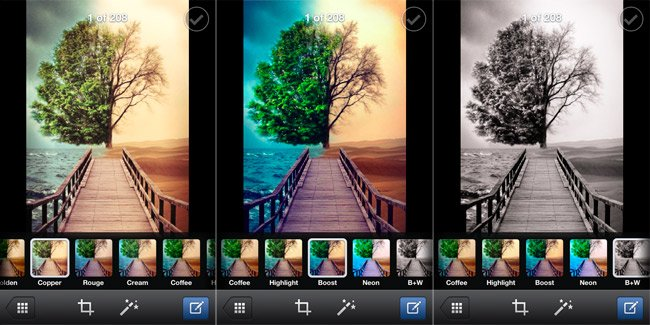 1 of 208
1 of 208
1 of 208
olden Copper Rouge Cream Coffee H
Coffee Highlight Boost Neon B+W
Coffee Highlight Boost Neon B+W